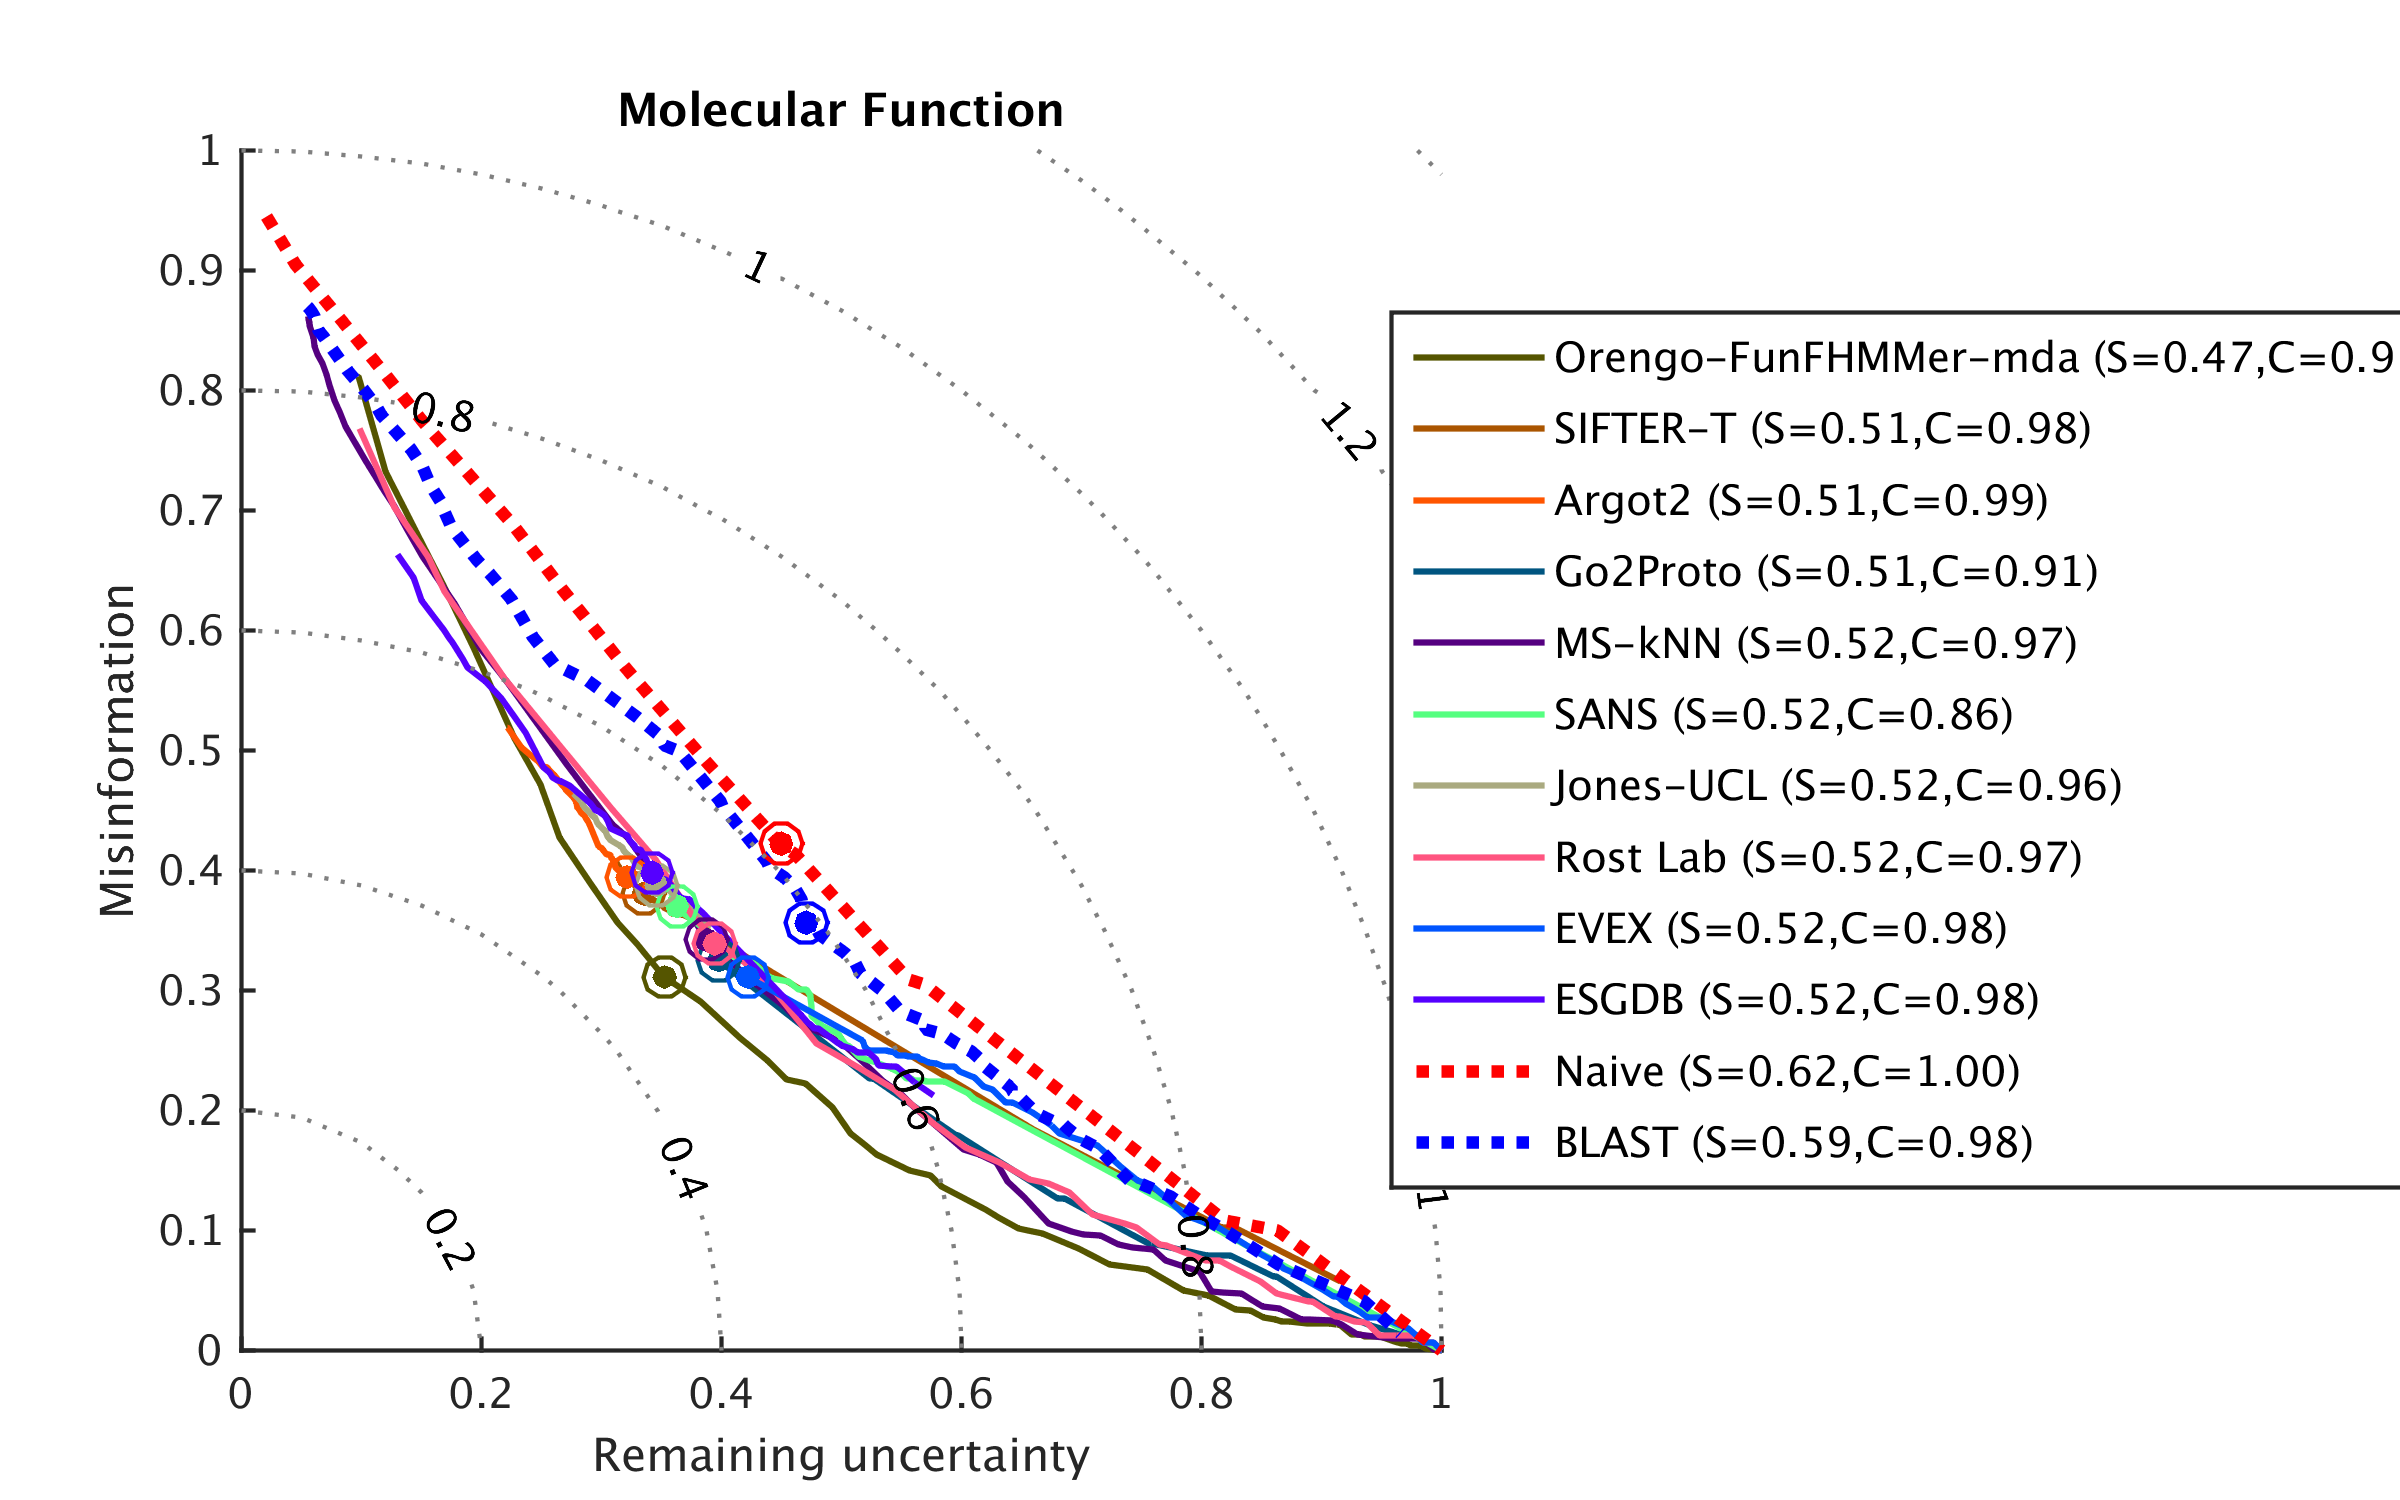 Molecular Function
1
0.9
0.8
0.7
0.6
0.5
0.4
0.3
0.2
0.1
0
Misinformation
0
0.2
0.4
0.6
0.8
1
Remaining uncertainty
1
0.8
1.2
0.6
0.4
0.2
0.8
1
Orengo-FunFHMMer-mda (S=0.47,C=0.9
SIFTER-T (S=0.51,C=0.98)
Argot2 (S=0.51,C=0.99)
Go2Proto (S=0.51,C=0.91)
MS-kNN (S=0.52,C=0.97)
SANS (S=0.52,C=0.86)
Jones-UCL (S=0.52,C=0.96)
Rost Lab (S=0.52,C=0.97)
EVEX (S=0.52,C=0.98)
ESGDB (S=0.52,C=0.98)
Naive (S=0.62,C=1.00)
BLAST (S=0.59,C=0.98)